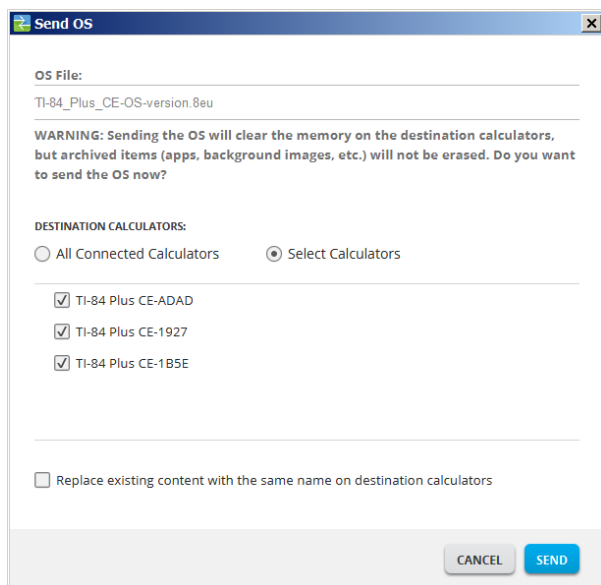 Send OS
OS File:
TI-84_Plus_CE-OS-version.8eu
WARNING: Sending the OS will clear the memory on the destination calculators,
but archived items (apps, background images, etc.) will not be erased. Do you want
to send the OS now?
DESTINATION CALCULATORS:
All Connected Calculators
Select Calculators
TI-84 Plus CE-ADAD
TI-84 Plus CE-1927
TI-84 Plus CE-1B5E
Replace existing content with the same name on destination calculators
CANCEL
SEND